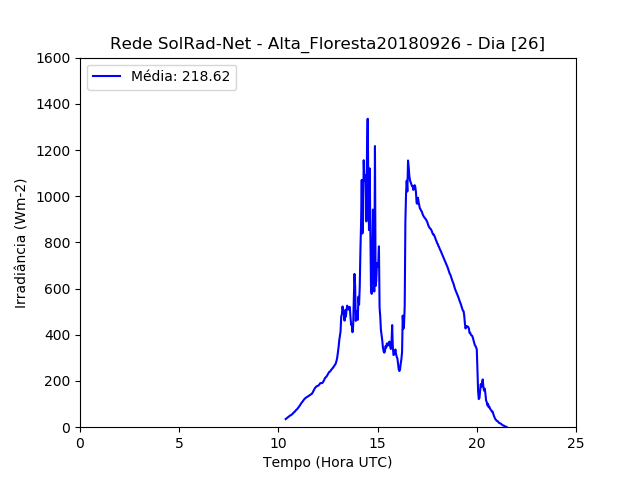 Rede SolRad-Net - Alta_Floresta20180926 - Dia [26]
Média: 218.62
Irradiância (Wm-2)
1600
1400
1200
1000
800
600
400
200
0
0 5 10 15 20 25
Tempo (Hora UTC)